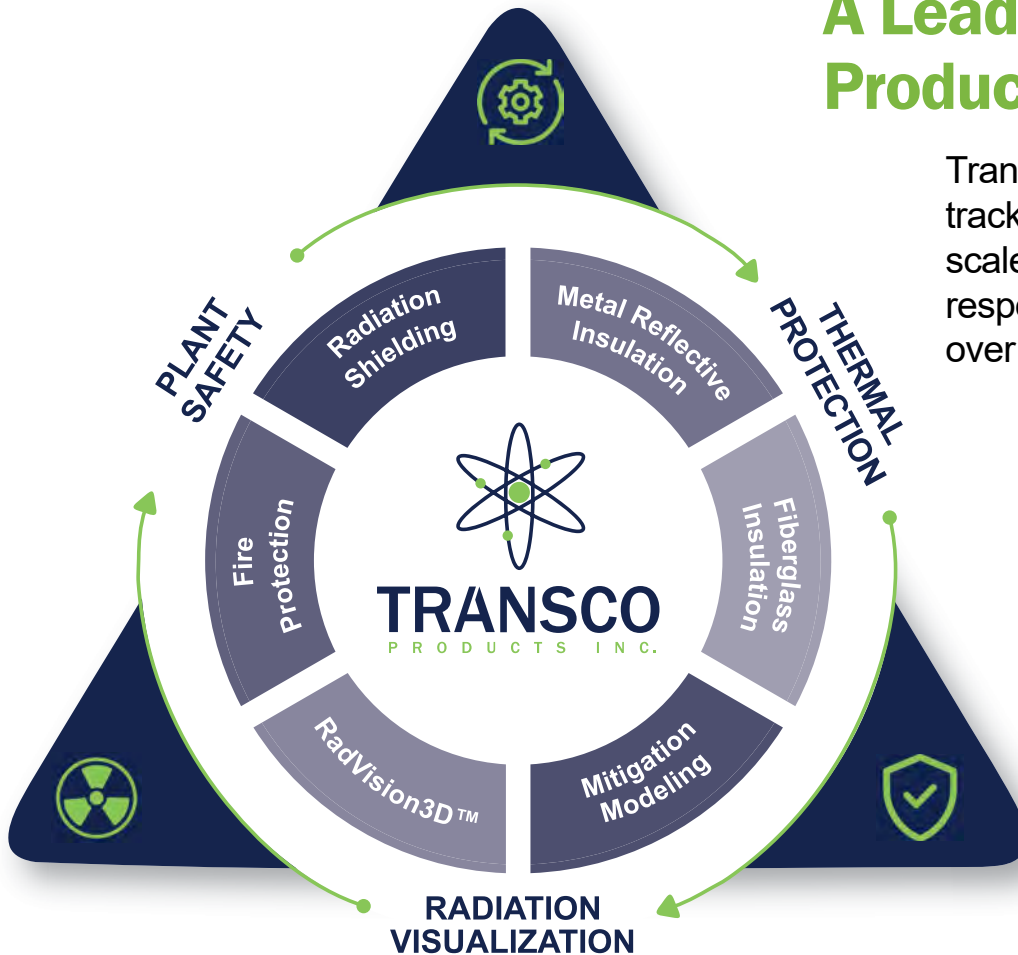 A Lead
Produc
Tran
track
scale
respo
over
PLANT
SAFETY
THERMAL
PROTECTION
Radiation
Shielding
Metal Reflective
Insulation
Fire
Protection
Fiberglass
Insulation
TRANSCO
PRODUCTS INC.
RadVision3D™
Mitigation
Modeling
RADIATION
VISUALIZATION